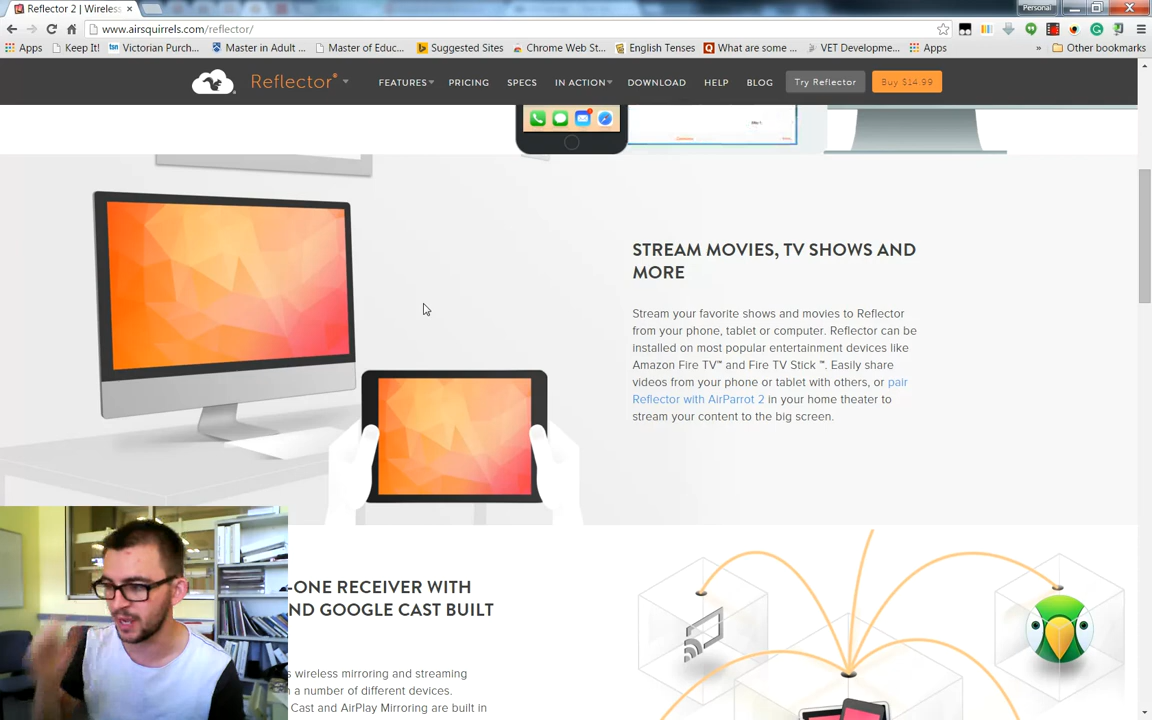 Reflector 2 | Wireless
Personal
www.airsquirrels.com/reflector/
Apps
Keep It!
Victorian Purch...
Master in Adult ...
Master of Educ...
Suggested Sites
Chrome Web St...
English Tenses
What are some ...
VET Developme...
Apps
»
Other bookmarks
Reflector®
FEATURES
PRICING
SPECS
IN ACTION
DOWNLOAD
HELP
BLOG
Try Reflector
Buy $14.99
STREAM MOVIES, TV SHOWS AND
MORE
Stream your favorite shows and movies to Reflector
from your phone, tablet or computer. Reflector can be
installed on most popular entertainment devices like
Amazon Fire TV™ and Fire TV Stick ™. Easily share
videos from your phone or tablet with others, or pair
Reflector with AirParrot 2 in your home theater to
stream your content to the big screen.
-ONE RECEIVER WITH
ND GOOGLE CAST BUILT
s wireless mirroring and streaming
n a number of different devices.
Cast and AirPlay Mirroring are built in